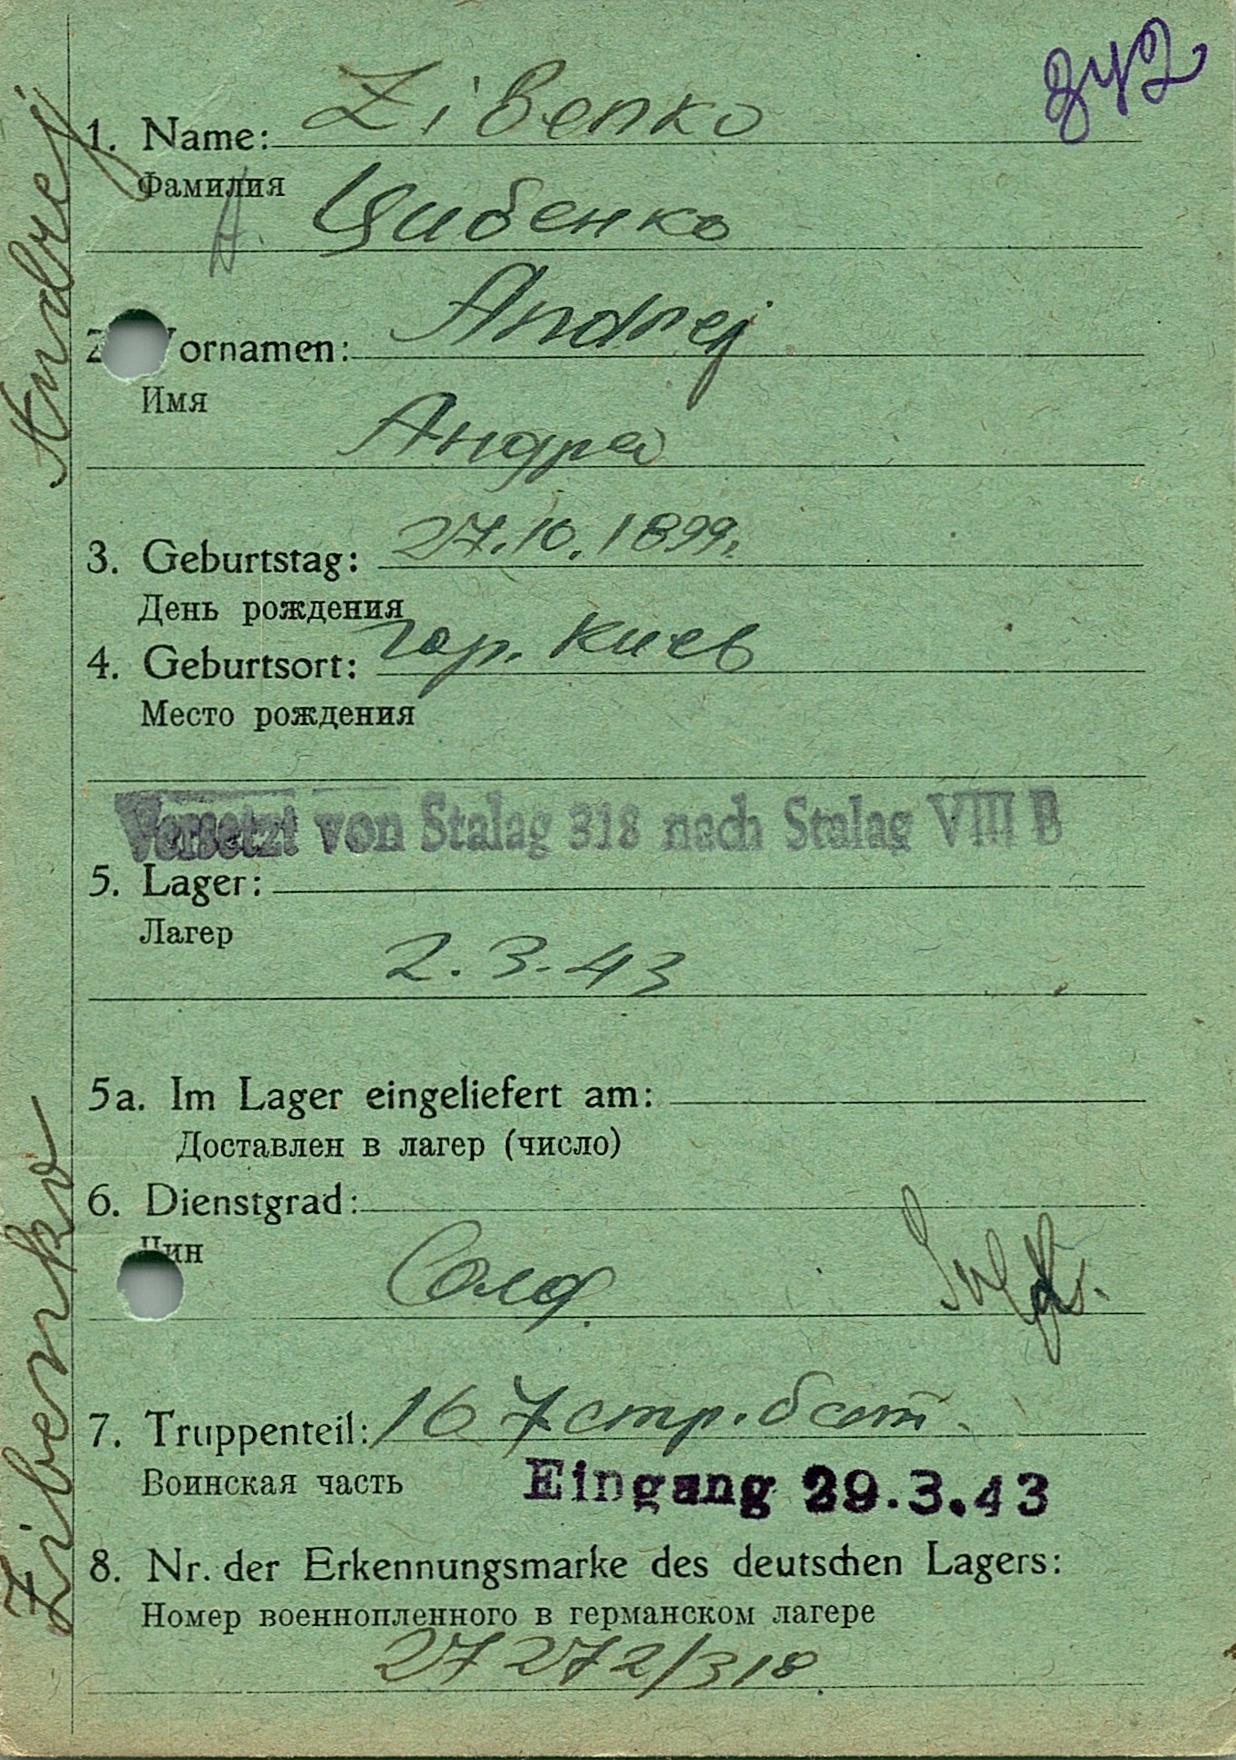 842
1. Name: Zibenko
Фамилия
А. Цибенко
2. Vornamen: Andrej
Имя
Андрей
3. Geburtstag: 27.10.1899.
День рождения
4. Geburtsort: гор. Киев
Место рождения
Versetzt von Stalag 318 nach Stalag VIII B
5. Lager:
Лагер
2.3.43
5a. Im Lager eingeliefert am:
Доставлен в лагер (число)
6. Dienstgrad:
Чин
Солд.
7. Truppenteil: 167 стр. бат.
Воинская часть
Eingang 29.3.43
8. Nr. der Erkennungsmarke des deutschen Lagers:
Номер военнопленного в германском лагере
27272/318
Zibenko Andrej